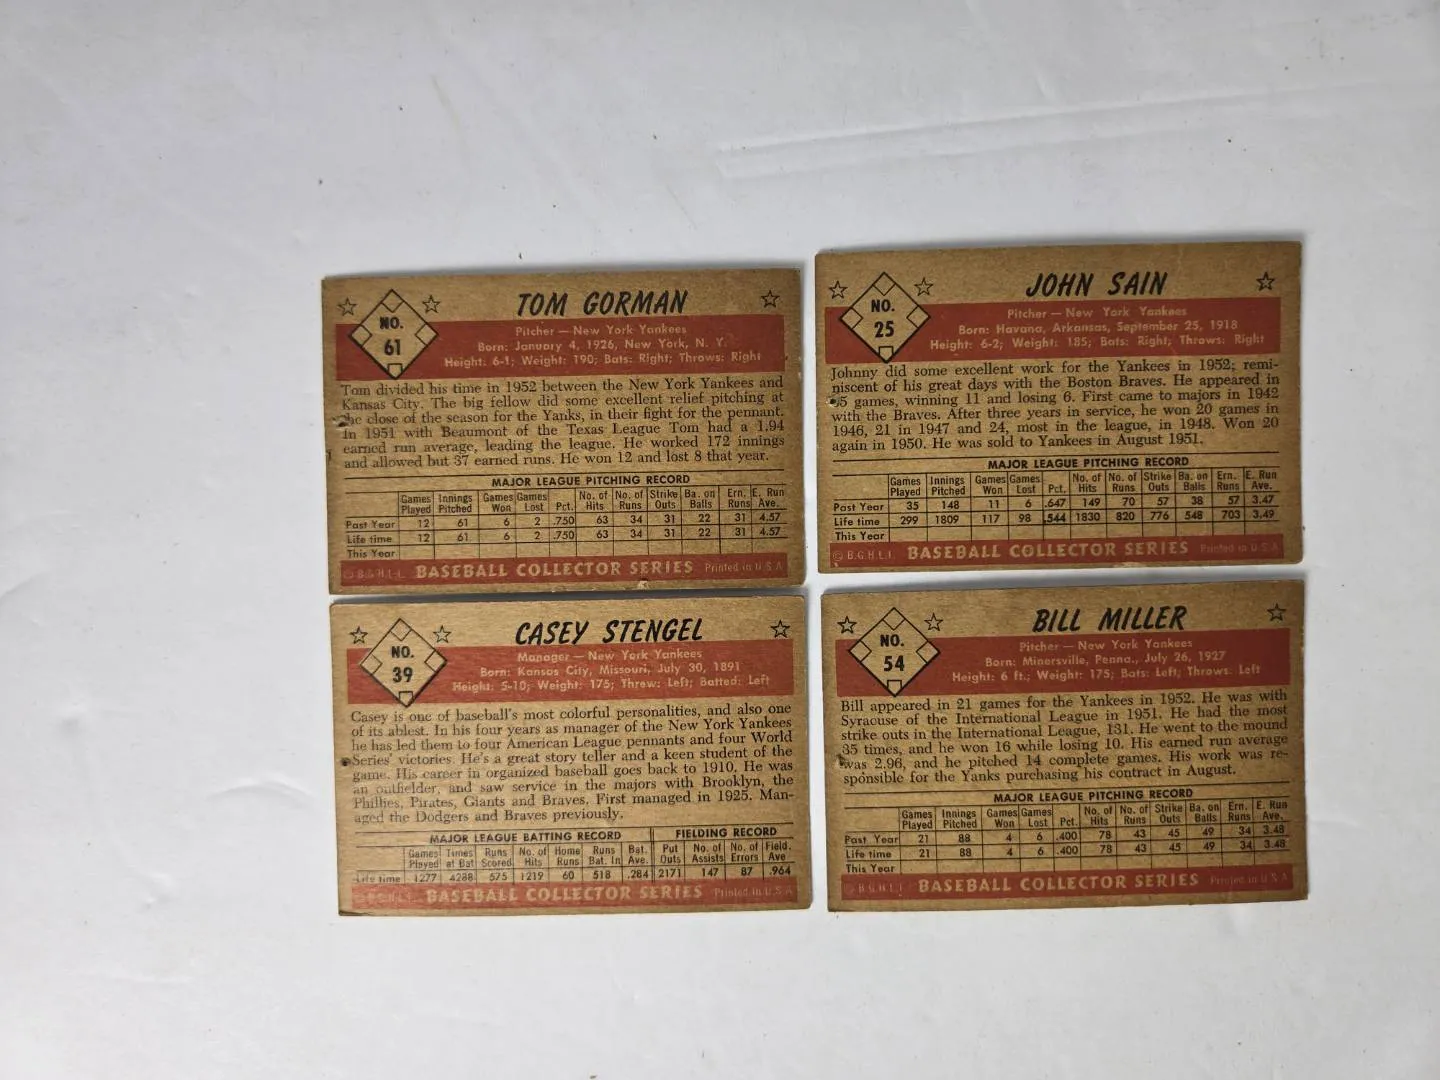 TOM GORMAN
NO.
61
Pitcher — New York Yankees
Born: January 4, 1926, New York, N. Y.
Height: 6-1; Weight: 190; Bats: Right; Throws: Right
Tom divided his time in 1952 between the New York Yankees and
Kansas City. The big fellow did some excellent relief pitching at
the close of the season for the Yanks, in their fight for the pennant.
In 1951 with Beaumont of the Texas League Tom had a 1.94
earned run average, leading the league. He worked 172 innings
and allowed but 37 earned runs. He won 12 and lost 8 that year.
MAJOR LEAGUE PITCHING RECORD
Games Innings Games Games No. of No. of Strike Ba. on Ern. E. Run
Played Pitched Won Lost Pct. Hits Runs Outs Balls Runs Ave.
Past Year 12 61 6 2 .750 63 34 31 22 31 4.57
Life time 12 61 6 2 .750 63 34 31 22 31 4.57
This Year
© B.G.H.L.I. BASEBALL COLLECTOR SERIES Printed in U.S.A.
JOHN SAIN
NO.
25
Pitcher — New York Yankees
Born: Havana, Arkansas, September 25, 1918
Height: 6-2; Weight: 185; Bats: Right; Throws: Right
Johnny did some excellent work for the Yankees in 1952; remi-
niscent of his great days with the Boston Braves. He appeared in
35 games, winning 11 and losing 6. First came to majors in 1942
with the Braves. After three years in service, he won 20 games in
1946, 21 in 1947 and 24, most in the league, in 1948. Won 20
again in 1950. He was sold to Yankees in August 1951.
MAJOR LEAGUE PITCHING RECORD
Games Innings Games Games No. of No. of Strike Ba. on Ern. E. Run
Played Pitched Won Lost Pct. Hits Runs Outs Balls Runs Ave.
Past Year 35 148 11 6 .647 149 70 57 38 57 3.47
Life time 299 1809 117 98 .544 1830 820 776 548 703 3.49
This Year
© B.G.H.L.I. BASEBALL COLLECTOR SERIES Printed in U.S.A.
CASEY STENGEL
NO.
39
Manager — New York Yankees
Born: Kansas City, Missouri, July 30, 1891
Height: 5-10; Weight: 175; Threw: Left; Batted: Left
Casey is one of baseball's most colorful personalities, and also one
of its ablest. In his four years as manager of the New York Yankees
he has led them to four American League pennants and four World
Series victories. He's a great story teller and a keen student of the
game. His career in organized baseball goes back to 1910. He was
an outfielder, and saw service in the majors with Brooklyn, the
Phillies, Pirates, Giants and Braves. First managed in 1925. Man-
aged the Dodgers and Braves previously.
MAJOR LEAGUE BATTING RECORD FIELDING RECORD
Games Times Runs No. of Home Runs Bat. Put No. of No. of Field.
Played at Bat Scored Hits Runs Bat. In Ave. Outs Assists Errors Ave
Life time 1277 4288 575 1219 60 518 .284 2171 147 87 .964
© B.G.H.L.I. BASEBALL COLLECTOR SERIES Printed in U.S.A
BILL MILLER
NO.
54
Pitcher — New York Yankees
Born: Minersville, Penna., July 26, 1927
Height: 6 ft.; Weight: 175; Bats: Left; Throws: Left
Bill appeared in 21 games for the Yankees in 1952. He was with
Syracuse of the International League in 1951. He had the most
strike outs in the International League, 131. He went to the mound
35 times, and he won 16 while losing 10. His earned run average
was 2.96, and he pitched 14 complete games. His work was re-
sponsible for the Yanks purchasing his contract in August.
MAJOR LEAGUE PITCHING RECORD
Games Innings Games Games No. of No. of Strike Ba. on Ern. E. Run
Played Pitched Won Lost Pct. Hits Runs Outs Balls Runs Ave.
Past Year 21 88 4 6 .400 78 43 45 49 34 3.48
Life time 21 88 4 6 .400 78 43 45 49 34 3.48
This Year
© B.G.H.L.I. BASEBALL COLLECTOR SERIES Printed in U.S.A